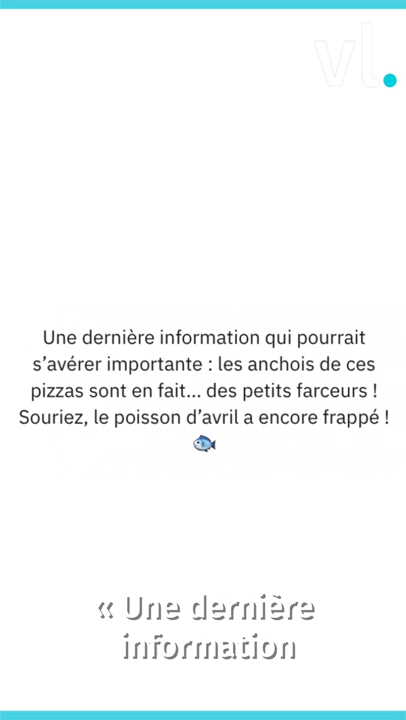 vl.
Une dernière information qui pourrait
s’avérer importante : les anchois de ces
pizzas sont en fait... des petits farceurs !
Souriez, le poisson d’avril a encore frappé !
🐟
« Une dernière
information